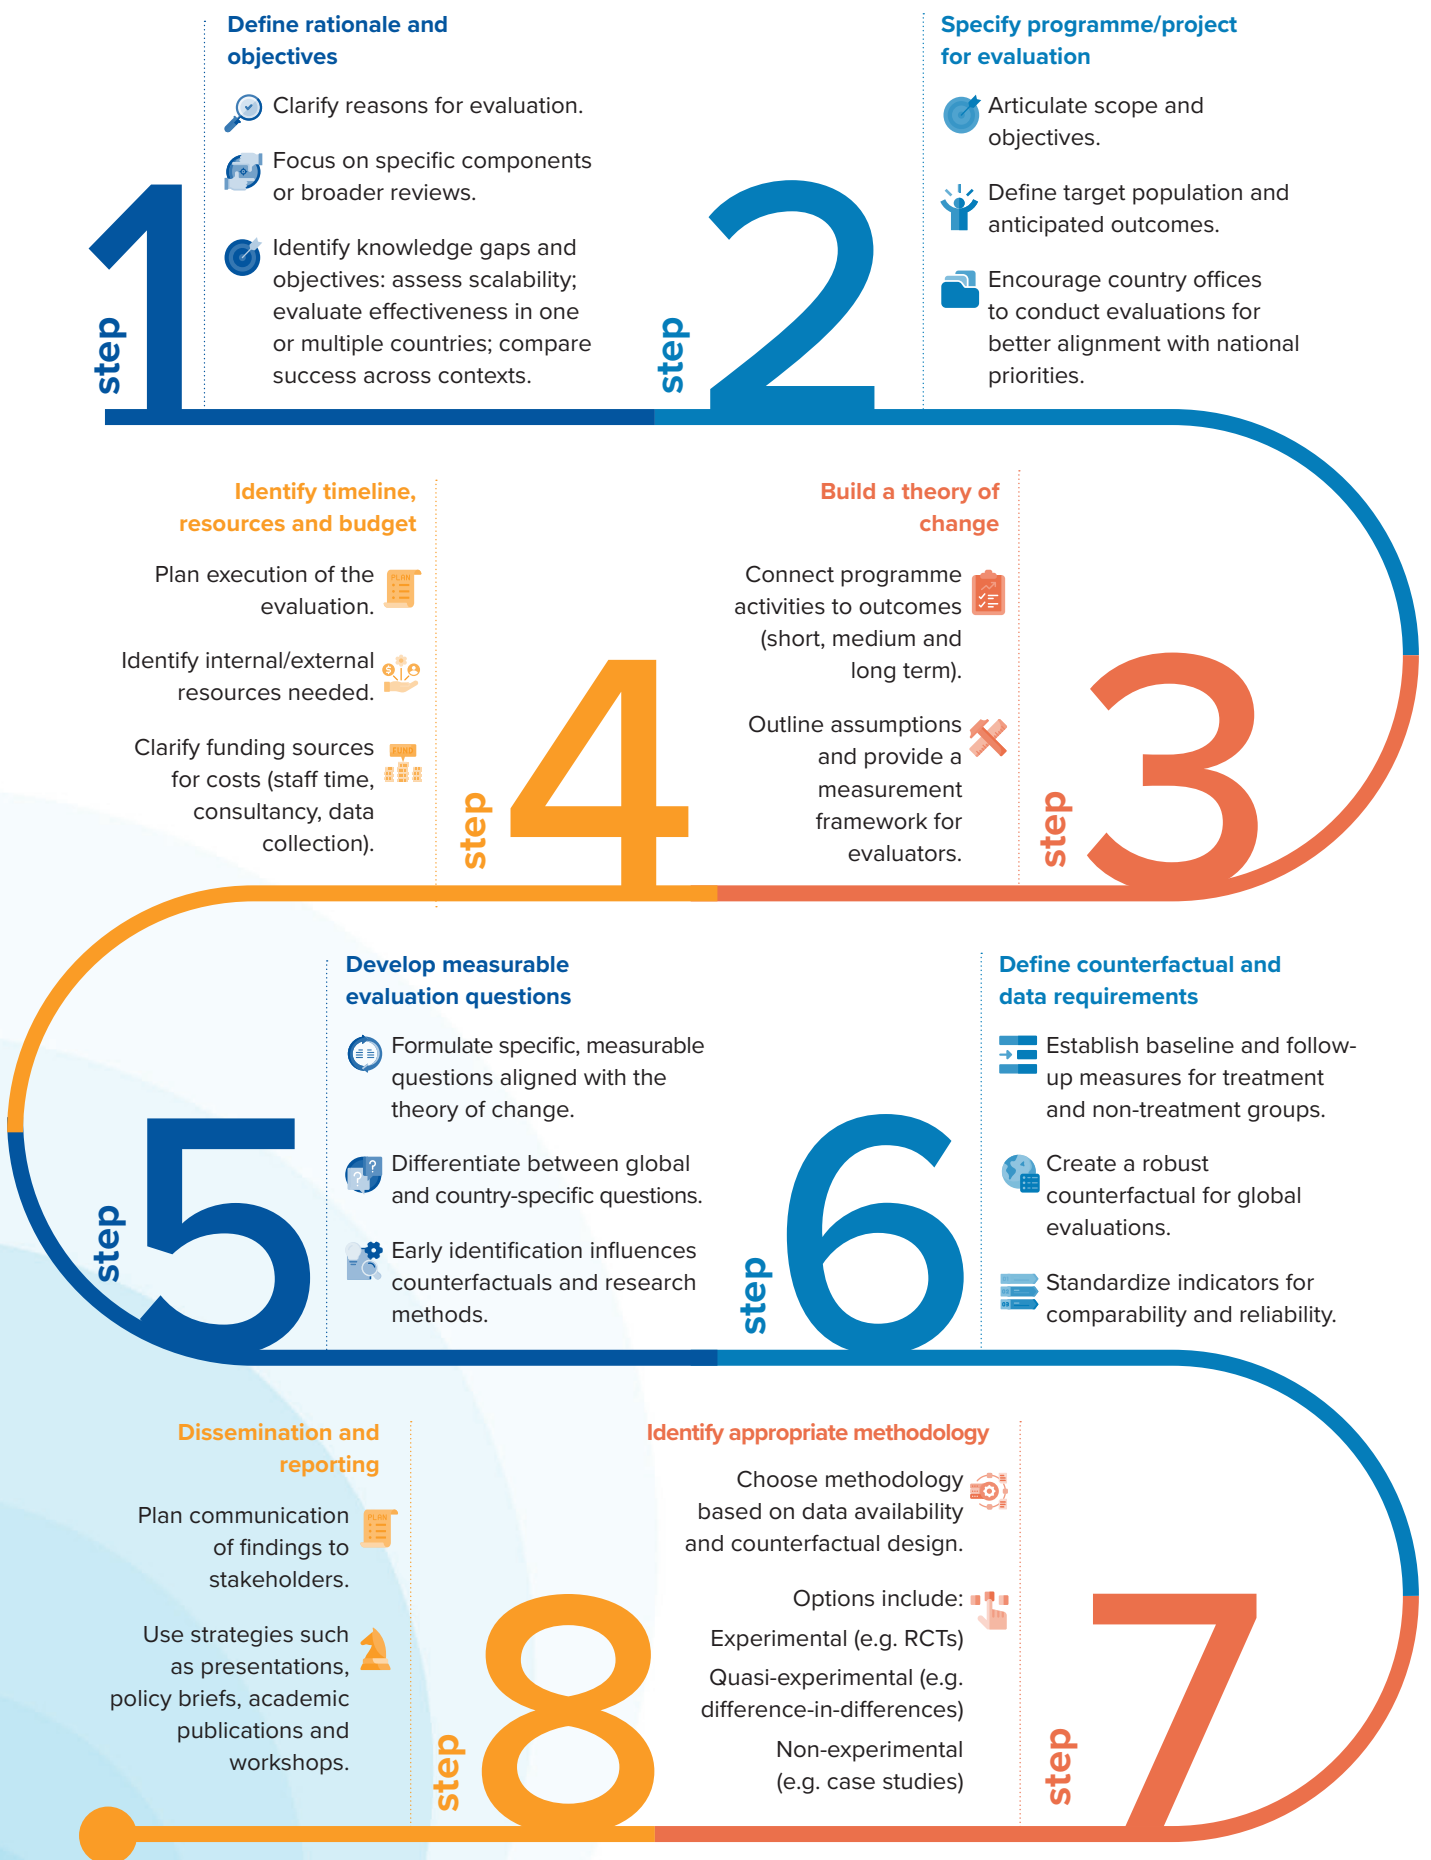 step
1
Define rationale and
objectives
Clarify reasons for evaluation.
Focus on specific components
or broader reviews.
Identify knowledge gaps and
objectives: assess scalability;
evaluate effectiveness in one
or multiple countries; compare
success across contexts.
step
2
Specify programme/project
for evaluation
Articulate scope and
objectives.
Define target population and
anticipated outcomes.
Encourage country offices
to conduct evaluations for
better alignment with national
priorities.
step
3
Build a theory of
change
Connect programme
activities to outcomes
(short, medium and
long term).
Outline assumptions
and provide a
measurement
framework for
evaluators.
step
4
Identify timeline,
resources and budget
PLAN
Plan execution of the
evaluation.
Identify internal/external
resources needed.
FUND
Clarify funding sources
for costs (staff time,
consultancy, data
collection).
step
5
Develop measurable
evaluation questions
Formulate specific, measurable
questions aligned with the
theory of change.
Differentiate between global
and country-specific questions.
Early identification influences
counterfactuals and research
methods.
step
6
Define counterfactual and
data requirements
Establish baseline and follow-
up measures for treatment
and non-treatment groups.
Create a robust
counterfactual for global
evaluations.
Standardize indicators for
comparability and reliability.
step
7
Identify appropriate methodology
Choose methodology
based on data availability
and counterfactual design.
Options include:
Experimental (e.g. RCTs)
Quasi-experimental (e.g.
difference-in-differences)
Non-experimental
(e.g. case studies)
step
8
Dissemination and
reporting
PLAN
Plan communication
of findings to
stakeholders.
Use strategies such
as presentations,
policy briefs, academic
publications and
workshops.